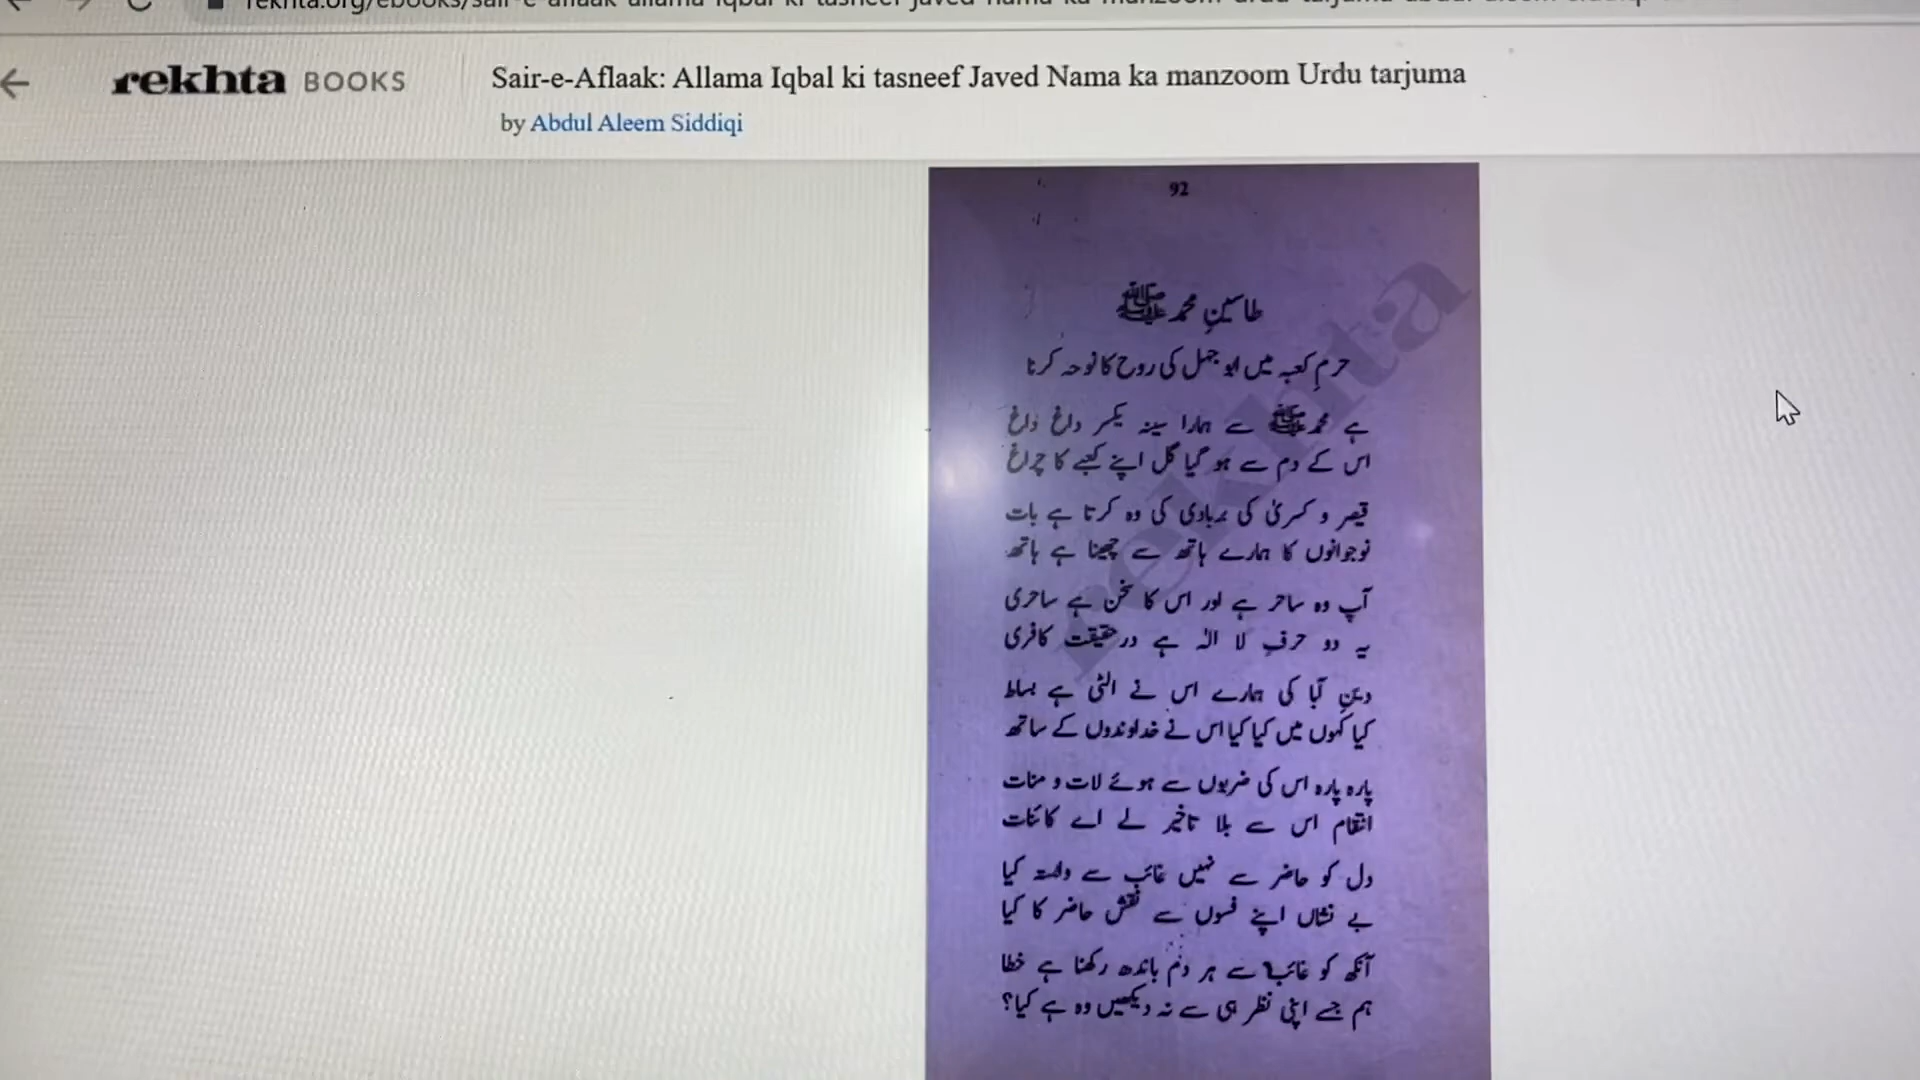 rekhta BOOKS
Sair-e-Aflaak: Allama Iqbal ki tasneef Javed Nama ka manzoom Urdu tarjuma
by Abdul Aleem Siddiqi
92
طاسینِ محمد ﷺ
حرمِ کعبہ میں ابو جہل کی روح کا نوحہ کرنا
ہے محمدﷺ سے ہمارا سینہ یکسر داغ داغ
اس کے دم سے ہو گیا گل اپنے کعبے کا چراغ
قیصر و کسریٰ کی بربادی کی وہ کرتا ہے بات
نوجوانوں کا ہمارے ہاتھ سے چھینا ہے ہاتھ
آپ وہ ساحر ہے اور اس کا سخن ہے ساحری
یہ دو حرفِ لا الٰہ ہے درحقیقت کافری
دینِ آبا کی ہمارے اس نے الٹی ہے بساط
کیا کہوں میں کیا کیا اس نے خداوندوں کے ساتھ
پارہ پارہ اس کی ضربوں سے ہوئے لات و منات
انتقام اس سے بلا تاخیر لے اے کائنات
دل کو حاضر سے نہیں غائب سے وابستہ کیا
بے نشاں اپنے فسوں سے نقش حاضر کا کیا
آنکھ کو غائب سے ہر دم باندھ رکھنا ہے خطا
ہم جسے اپنی نظر ہی سے نہ دیکھیں وہ ہے کیا؟
rekhta
rekhta